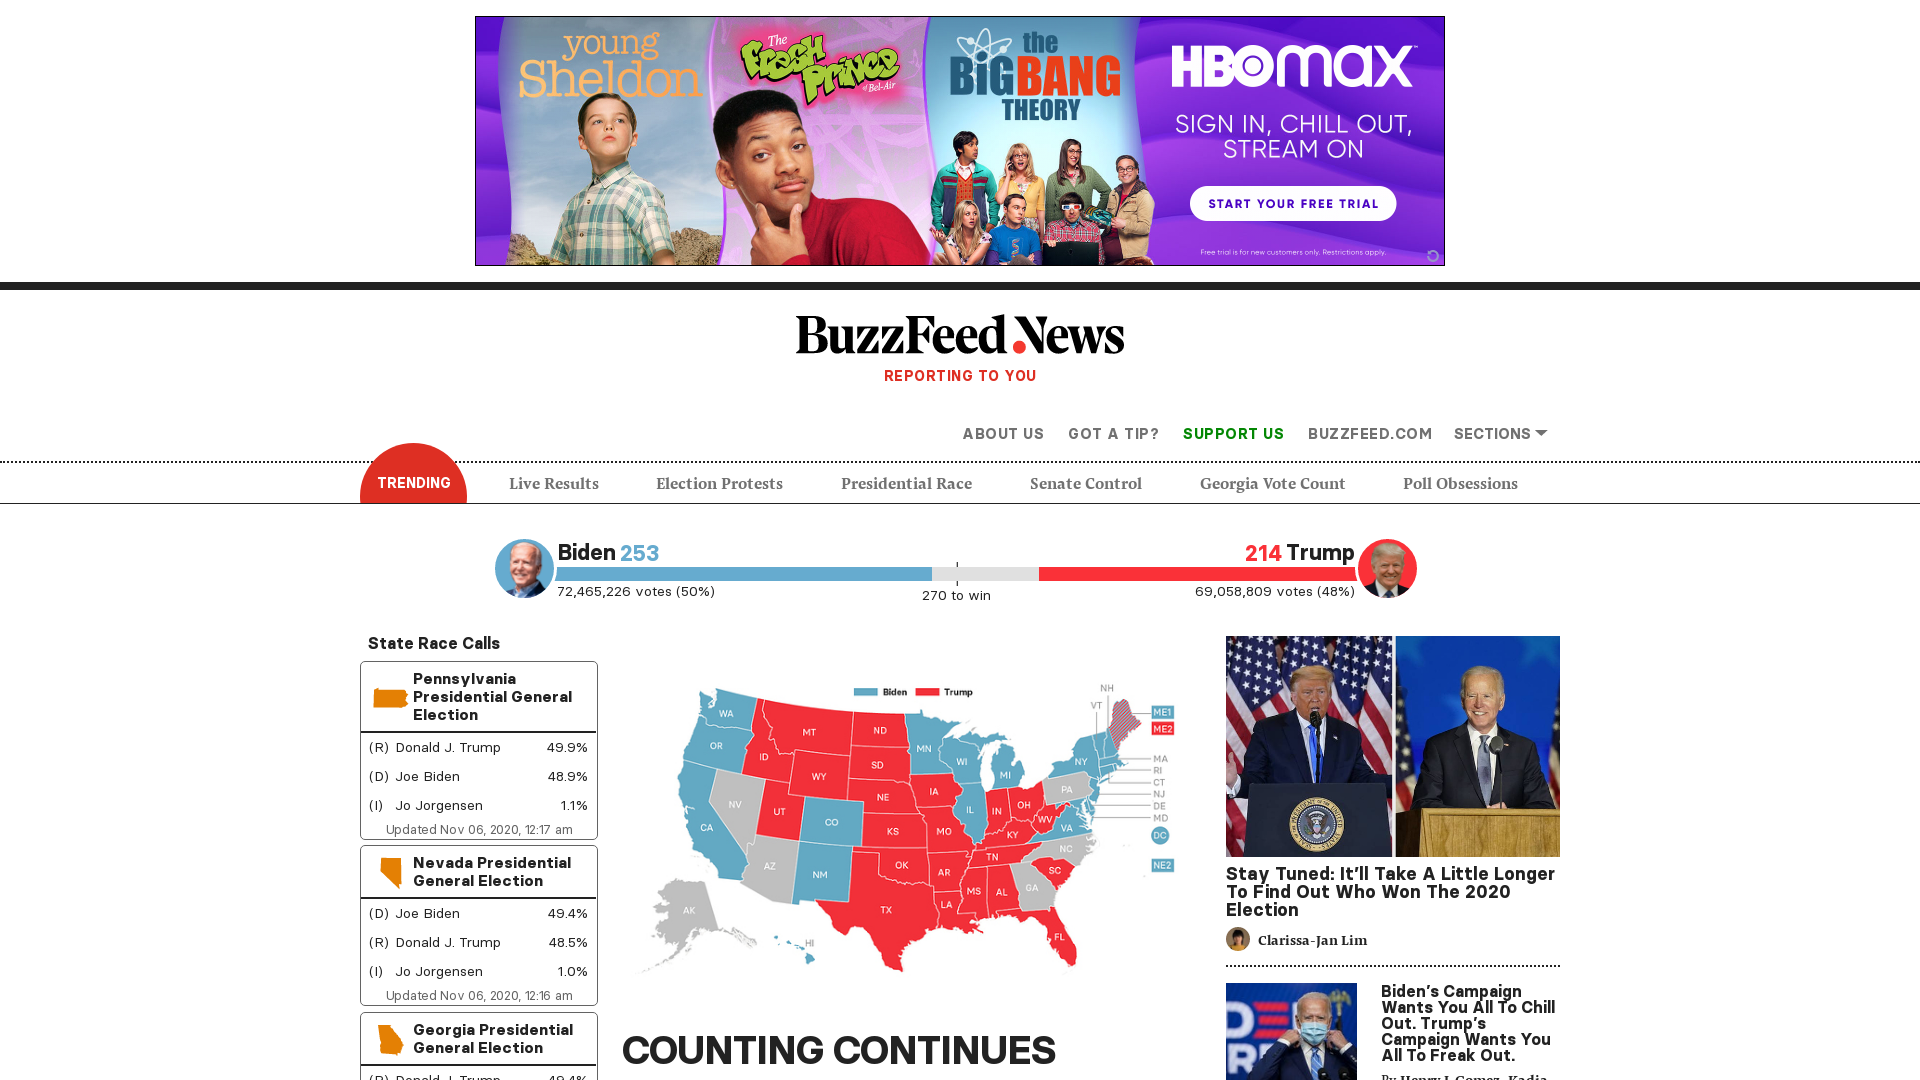 young
Sheldon
The
Fresh
Prince
of Bel-Air
the
BIGBANG
THEORY
HBOmax
SIGN IN, CHILL OUT,
STREAM ON
START YOUR FREE TRIAL
Free trial is for new customers only. Restrictions apply.
BuzzFeed News
REPORTING TO YOU
ABOUT US GOT A TIP? SUPPORT US BUZZFEED.COM SECTIONS
TRENDING Live Results Election Protests Presidential Race Senate Control Georgia Vote Count Poll Obsessions
Biden 253
214 Trump
72,465,226 votes (50%)
270 to win
69,058,809 votes (48%)
State Race Calls
Pennsylvania
Presidential General
Election
(R) Donald J. Trump 49.9%
(D) Joe Biden 48.9%
(I) Jo Jorgensen 1.1%
Updated Nov 06, 2020, 12:17 am
Nevada Presidential
General Election
(D) Joe Biden 49.4%
(R) Donald J. Trump 48.5%
(I) Jo Jorgensen 1.0%
Updated Nov 06, 2020, 12:16 am
Georgia Presidential
General Election
(R) Donald J. Trump 49.4%
Biden Trump
NH
VT
ME1
ME2
WA
MT
ND
MN
OR
ID
SD
WI
MI
NY
MA
RI
CT
NJ
DE
MD
DC
NE2
WY
NE
IA
PA
NV
UT
CO
IL
IN
OH
WV
VA
CA
KS
MO
KY
NC
AZ
NM
OK
AR
TN
SC
MS
AL
GA
TX
LA
FL
AK
HI
COUNTING CONTINUES
Stay Tuned: It’ll Take A Little Longer
To Find Out Who Won The 2020
Election
Clarissa-Jan Lim
Biden’s Campaign
Wants You All To Chill
Out. Trump’s
Campaign Wants You
All To Freak Out.
By Henry J. Gomez, Kadia